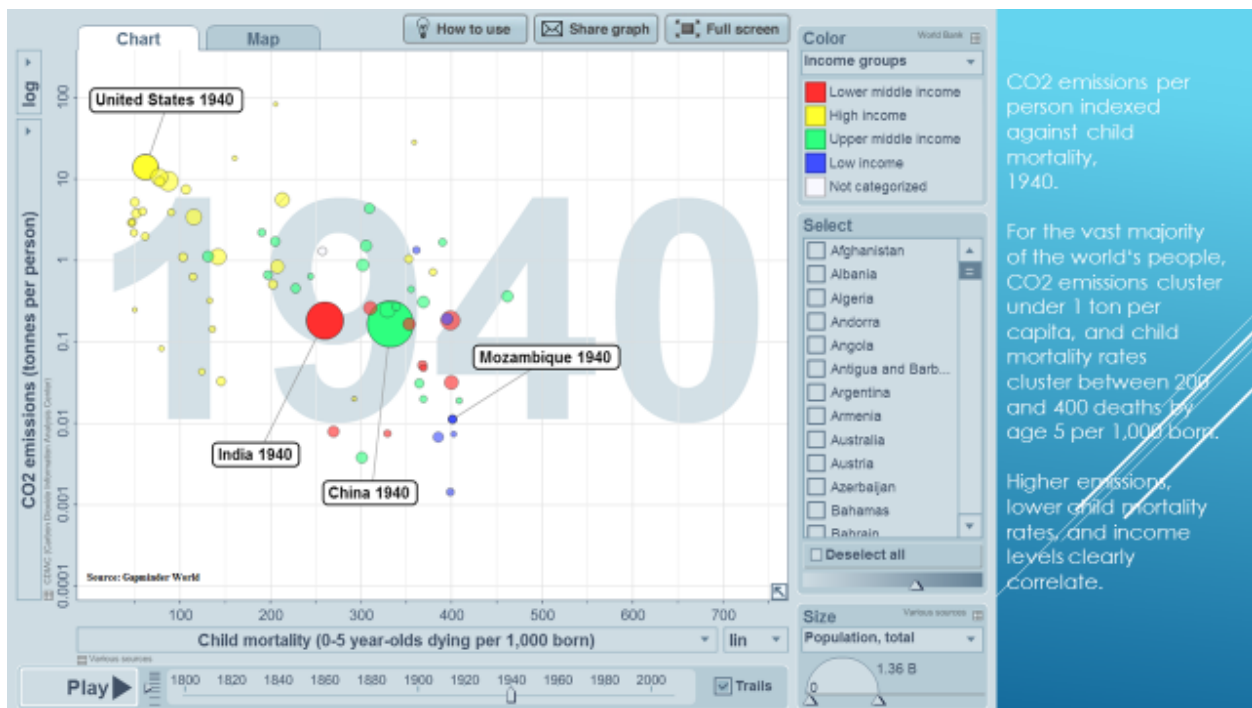 Chart
Map
How to use
Share graph
Full screen
log
CO2 emissions (tonnes per person)
CDIAC (Carbon Dioxide Information Analysis Center)
100
10
1
0.1
0.01
0.001
0.0001
1940
United States 1940
Mozambique 1940
India 1940
China 1940
Source: Gapminder World
100 200 300 400 500 600 700
Child mortality (0-5 year-olds dying per 1,000 born)
lin
Various sources
Play
1800 1820 1840 1860 1880 1900 1920 1940 1960 1980 2000
Trails
Color
World Bank
Income groups
Lower middle income
High income
Upper middle income
Low income
Not categorized
Select
Afghanistan
Albania
Algeria
Andorra
Angola
Antigua and Barb...
Argentina
Armenia
Australia
Austria
Azerbaijan
Bahamas
Bahrain
Deselect all
Size
Various sources
Population, total
1.36 B
0
CO2 emissions per
person indexed
against child
mortality,
1940.
For the vast majority
of the world's people,
CO2 emissions cluster
under 1 ton per
capita, and child
mortality rates
cluster between 200
and 400 deaths by
age 5 per 1,000 born.
Higher emissions,
lower child mortality
rates, and income
levels clearly
correlate.